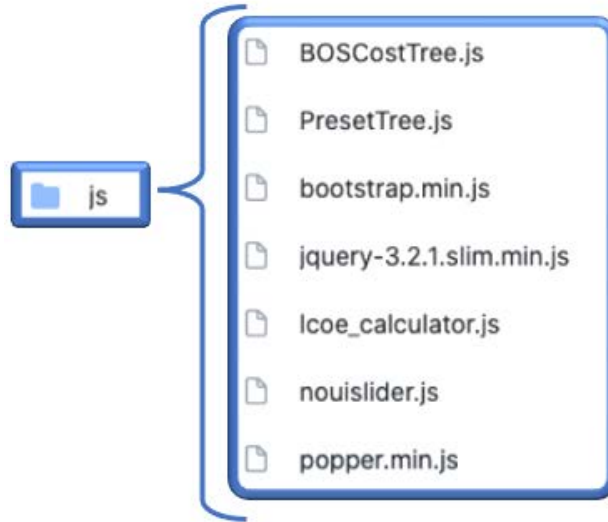 js
BOSCostTree.js
PresetTree.js
bootstrap.min.js
jquery-3.2.1.slim.min.js
lcoe_calculator.js
nouislider.js
popper.min.js